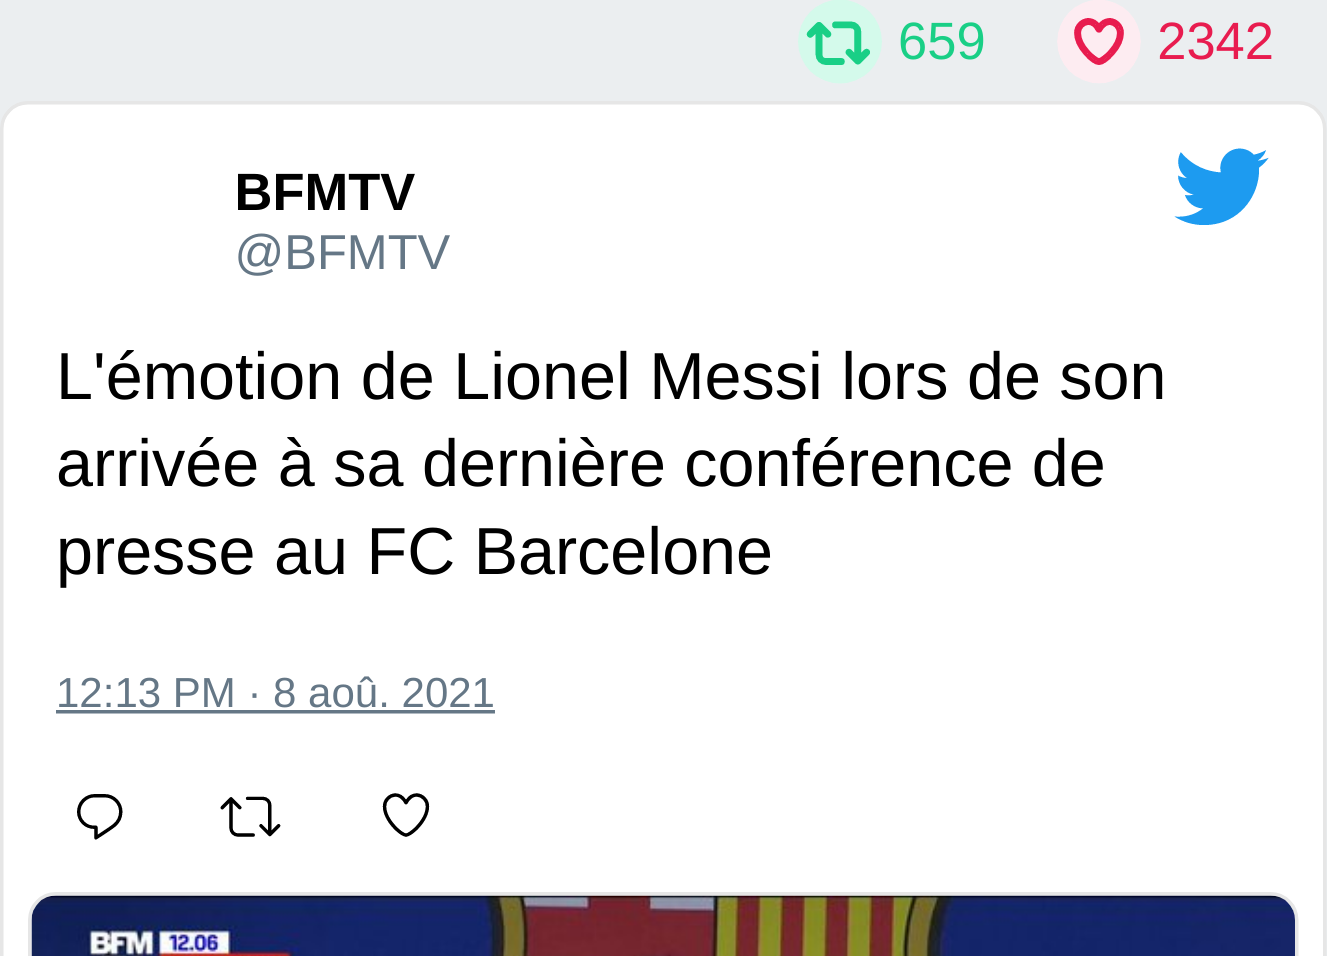 659 2342
BFMTV
@BFMTV
L'émotion de Lionel Messi lors de son
arrivée à sa dernière conférence de
presse au FC Barcelone
12:13 PM · 8 aoû. 2021
BFM 12.06